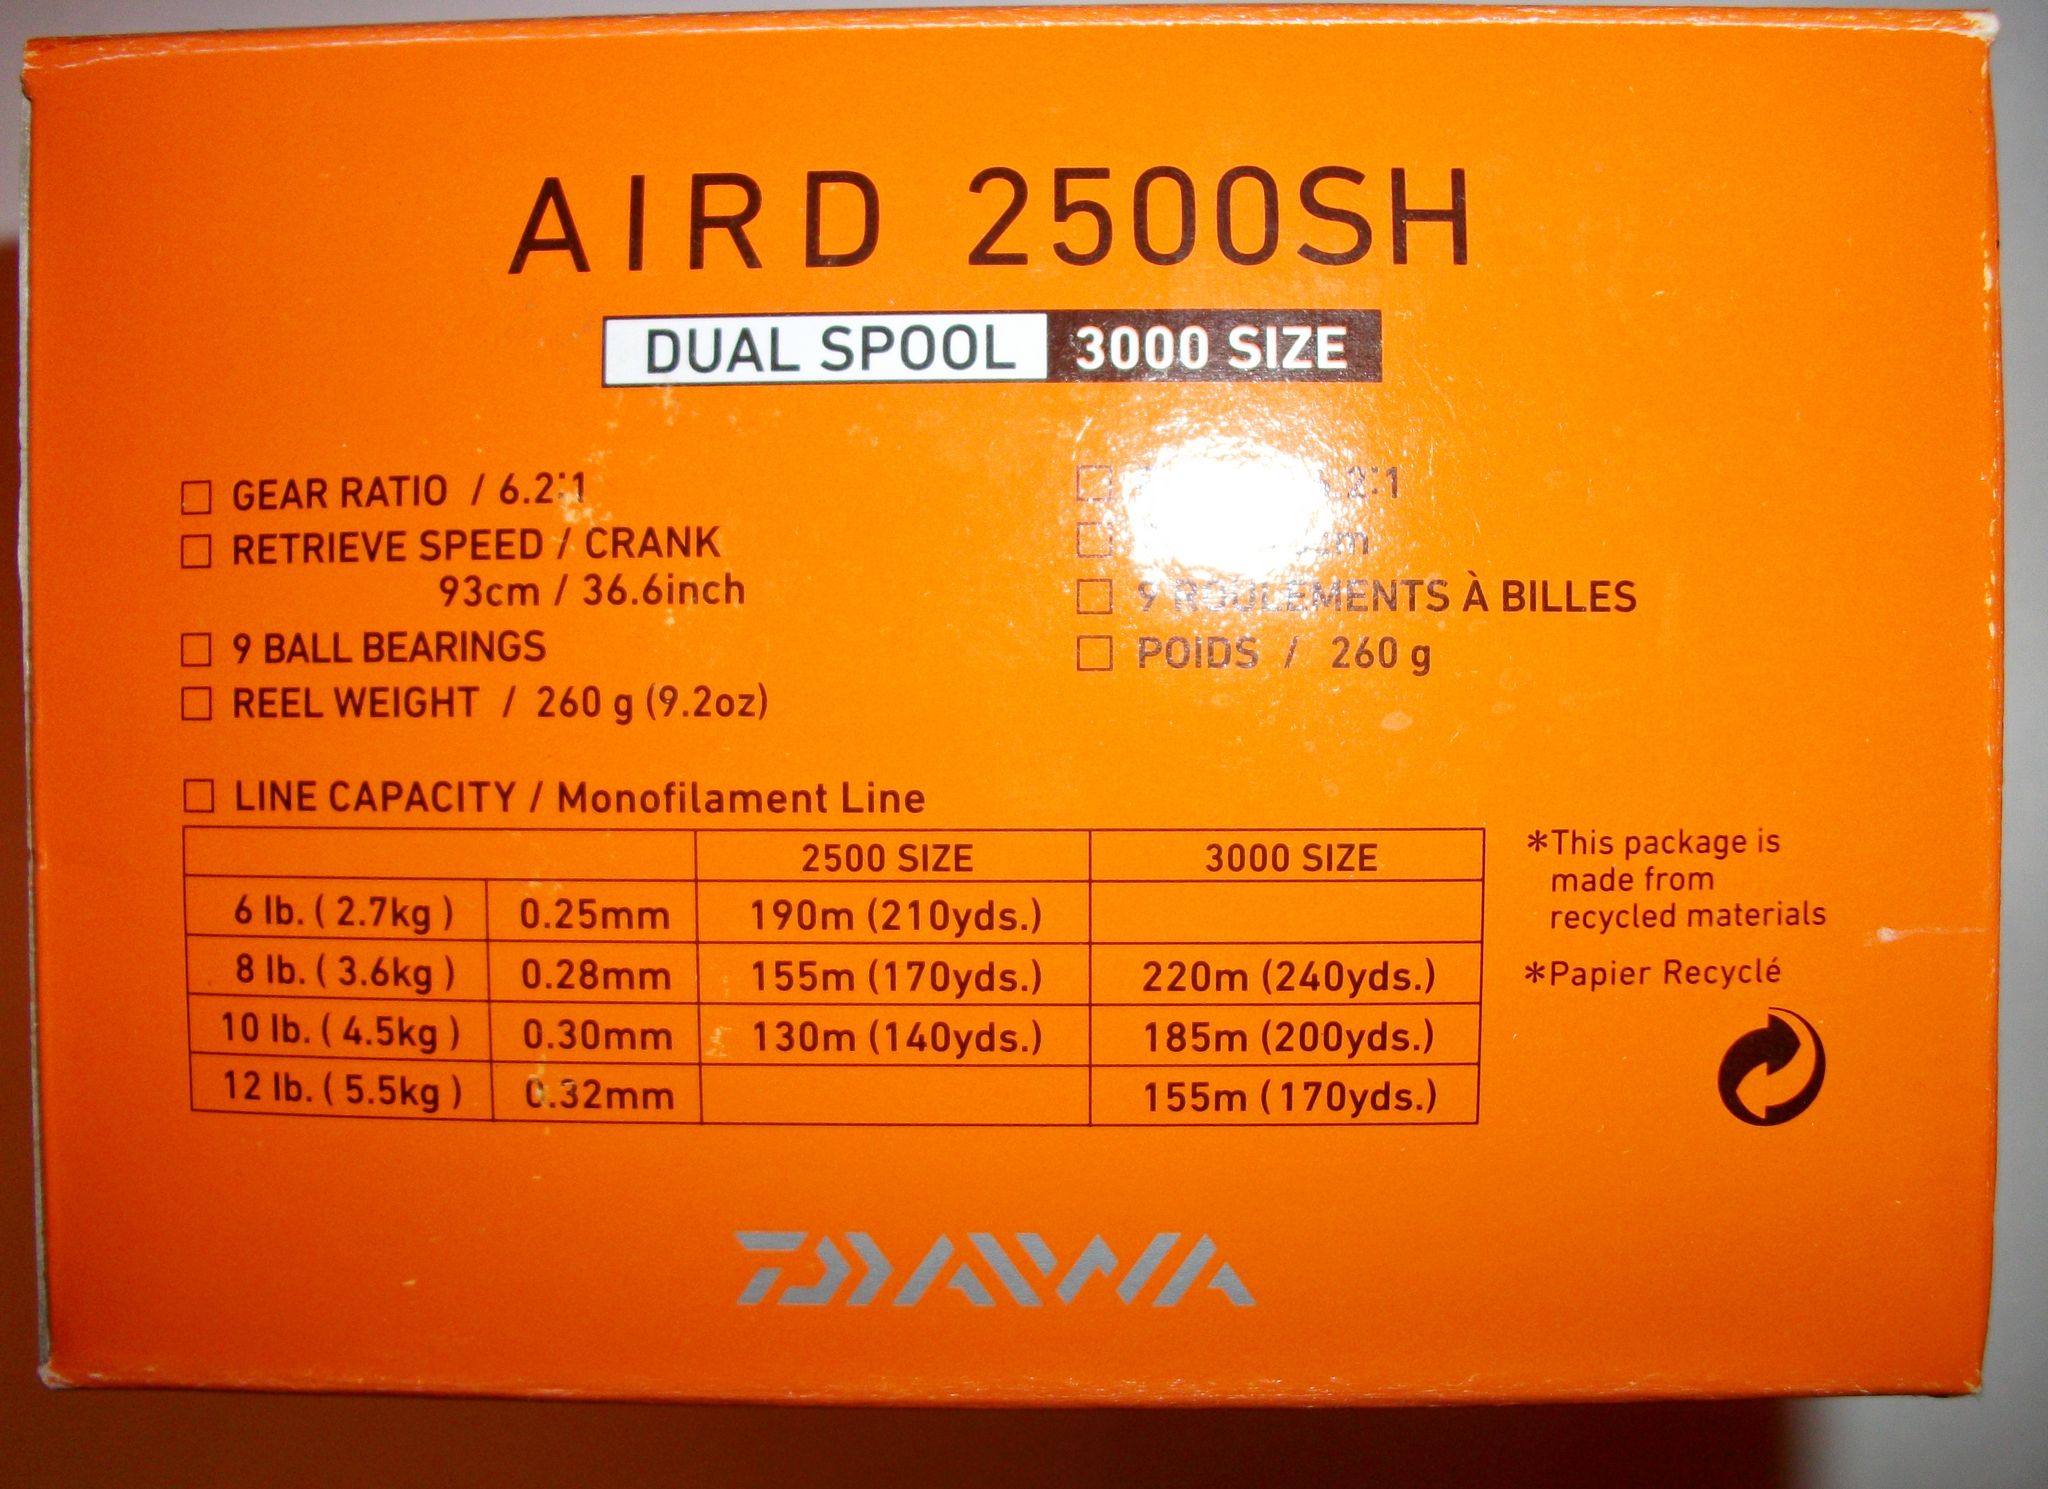 AIRD 2500SH
DUAL SPOOL 3000 SIZE
GEAR RATIO / 6.2:1
RETRIEVE SPEED / CRANK
93cm / 36.6inch
9 BALL BEARINGS
REEL WEIGHT / 260 g (9.2oz)
9 ROULEMENTS À BILLES
POIDS / 260 g
LINE CAPACITY / Monofilament Line
2500 SIZE 3000 SIZE
6 lb. ( 2.7kg ) 0.25mm 190m (210yds.)
8 lb. ( 3.6kg ) 0.28mm 155m (170yds.) 220m (240yds.)
10 lb. ( 4.5kg ) 0.30mm 130m (140yds.) 185m (200yds.)
12 lb. ( 5.5kg ) 0.32mm 155m (170yds.)
*This package is
made from
recycled materials
*Papier Recyclé
DAIWA